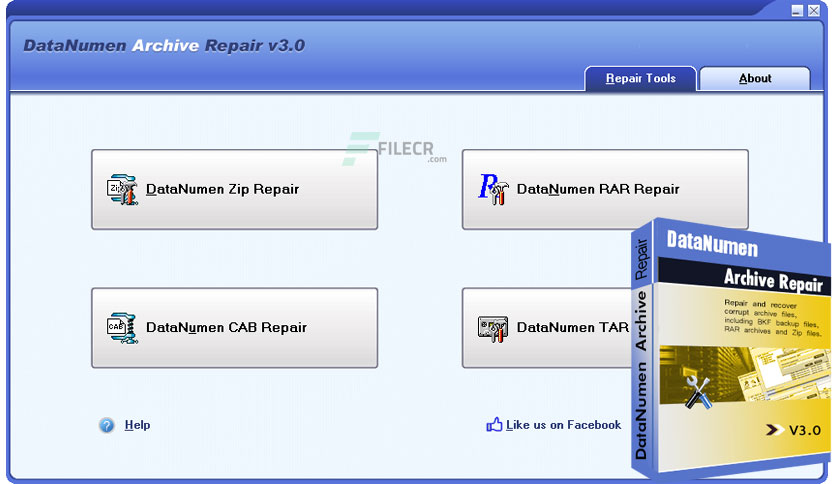 DataNumen Archive Repair v3.0
Repair Tools
About
FILECR
.com
Zip
DataNumen Zip Repair
R
DataNumen RAR Repair
CAB
DataNumen CAB Repair
DataNumen TAR
Help
Like us on Facebook
DataNumen Archive Repair
DataNumen
Archive Repair
Repair and recover
corrupt archive files,
including BKF backup files,
RAR archives and Zip files.
V3.0